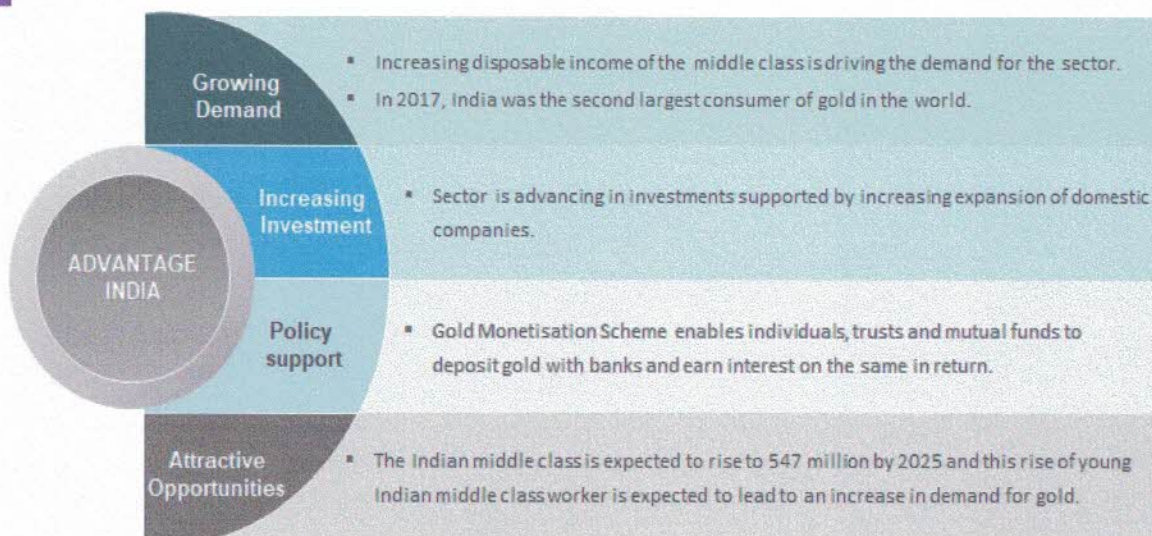 ADVANTAGE
INDIA
Growing
Demand
▪ Increasing disposable income of the middle class is driving the demand for the sector.
▪ In 2017, India was the second largest consumer of gold in the world.
Increasing
Investment
▪ Sector is advancing in investments supported by increasing expansion of domestic
companies.
Policy
support
▪ Gold Monetisation Scheme enables individuals, trusts and mutual funds to
deposit gold with banks and earn interest on the same in return.
Attractive
Opportunities
▪ The Indian middle class is expected to rise to 547 million by 2025 and this rise of young
Indian middle class worker is expected to lead to an increase in demand for gold.